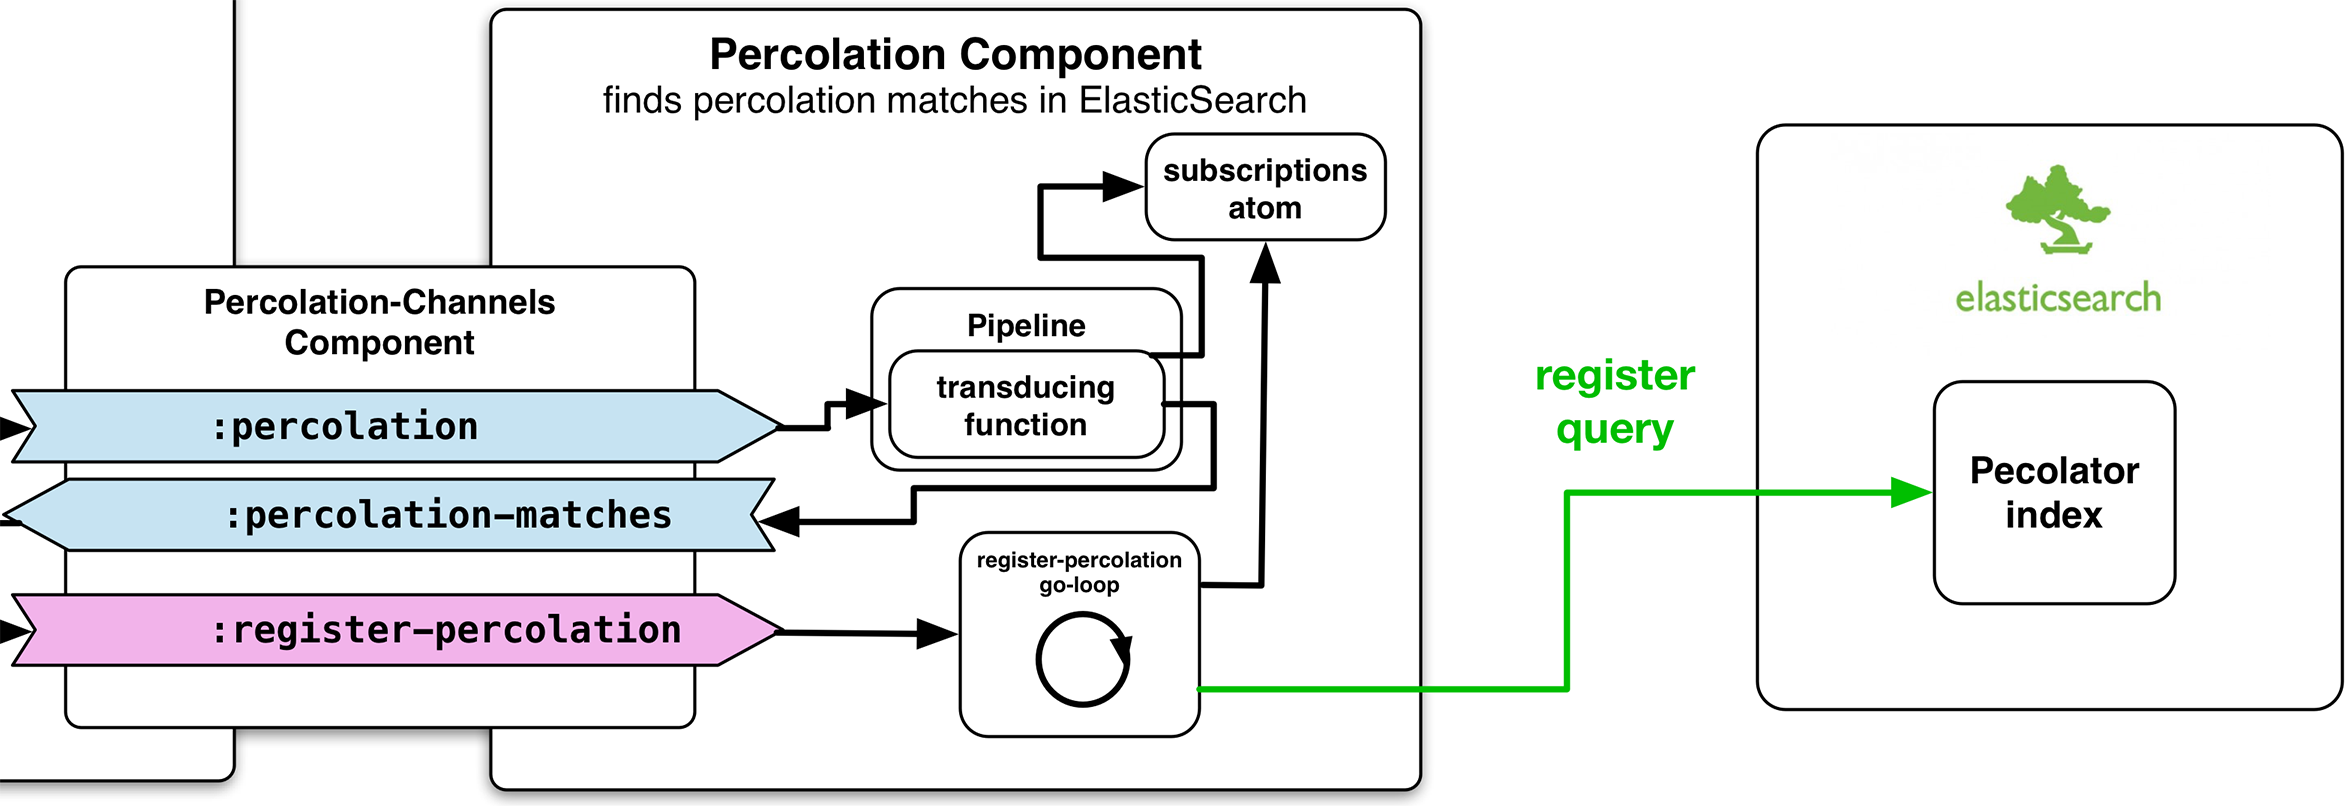 Percolation Component
finds percolation matches in ElasticSearch
subscriptions
atom
Percolation-Channels
Component
Pipeline
transducing
function
:percolation
:percolation-matches
:register-percolation
register-percolation
go-loop
register
query
elasticsearch
Pecolator
index